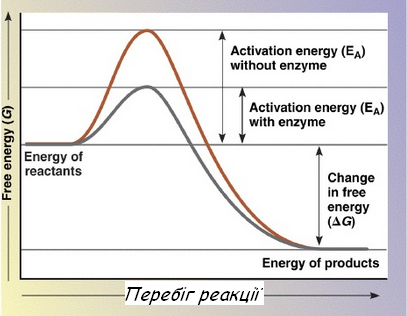 Activation energy (EA)
without enzyme
Activation energy (EA)
with enzyme
Free energy (G)
Energy of
reactants
Change
in free
energy
(ΔG)
Energy of products
Перебіг реакції